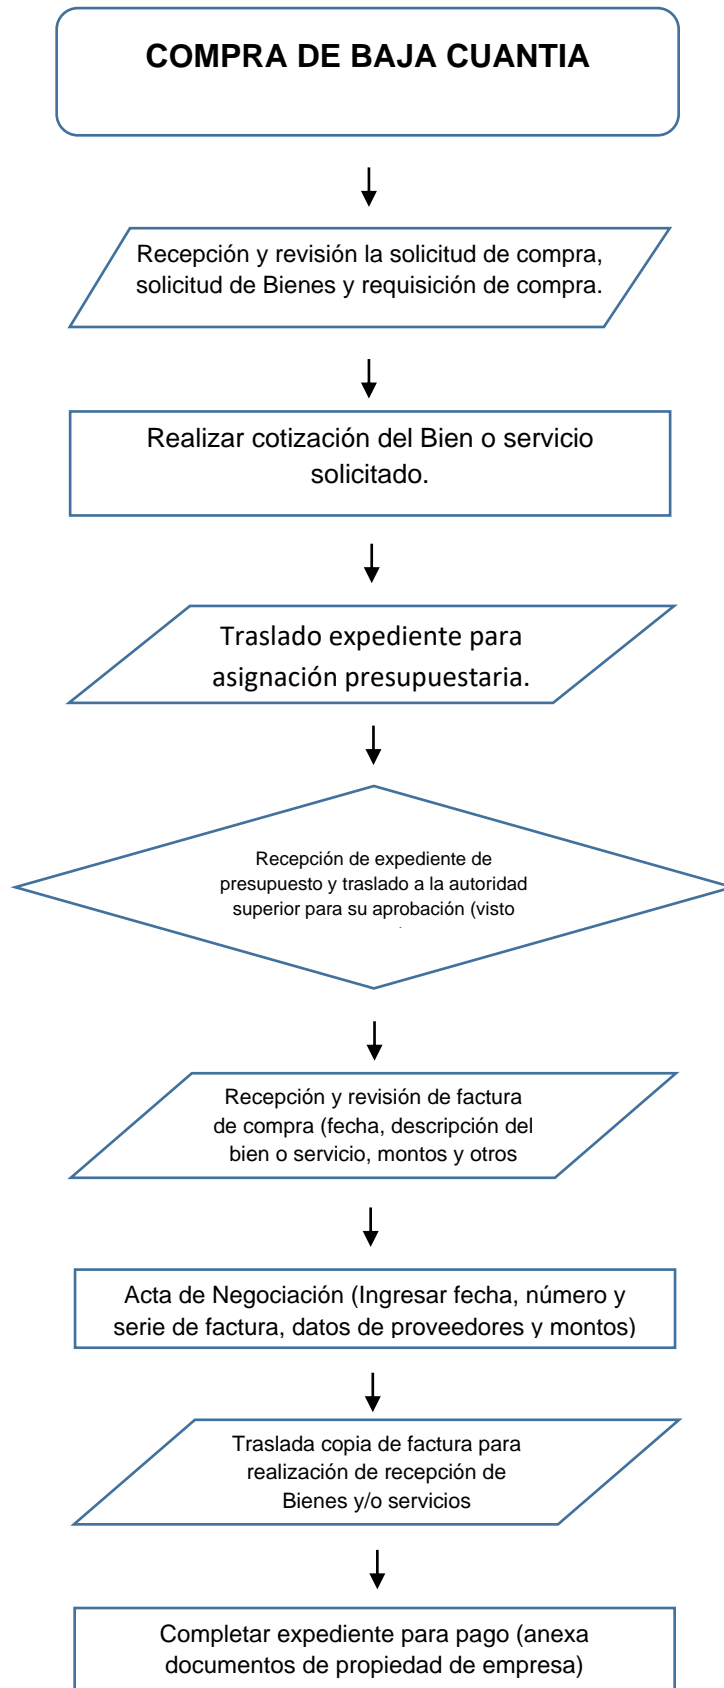 COMPRA DE BAJA CUANTIA
Recepción y revisión la solicitud de compra,
solicitud de Bienes y requisición de compra.
Realizar cotización del Bien o servicio
solicitado.
Traslado expediente para
asignación presupuestaria.
Recepción de expediente de
presupuesto y traslado a la autoridad
superior para su aprobación (visto
Recepción y revisión de factura
de compra (fecha, descripción del
bien o servicio, montos y otros
Acta de Negociación (Ingresar fecha, número y
serie de factura, datos de proveedores y montos)
Traslada copia de factura para
realización de recepción de
Bienes y/o servicios
Completar expediente para pago (anexa
documentos de propiedad de empresa)